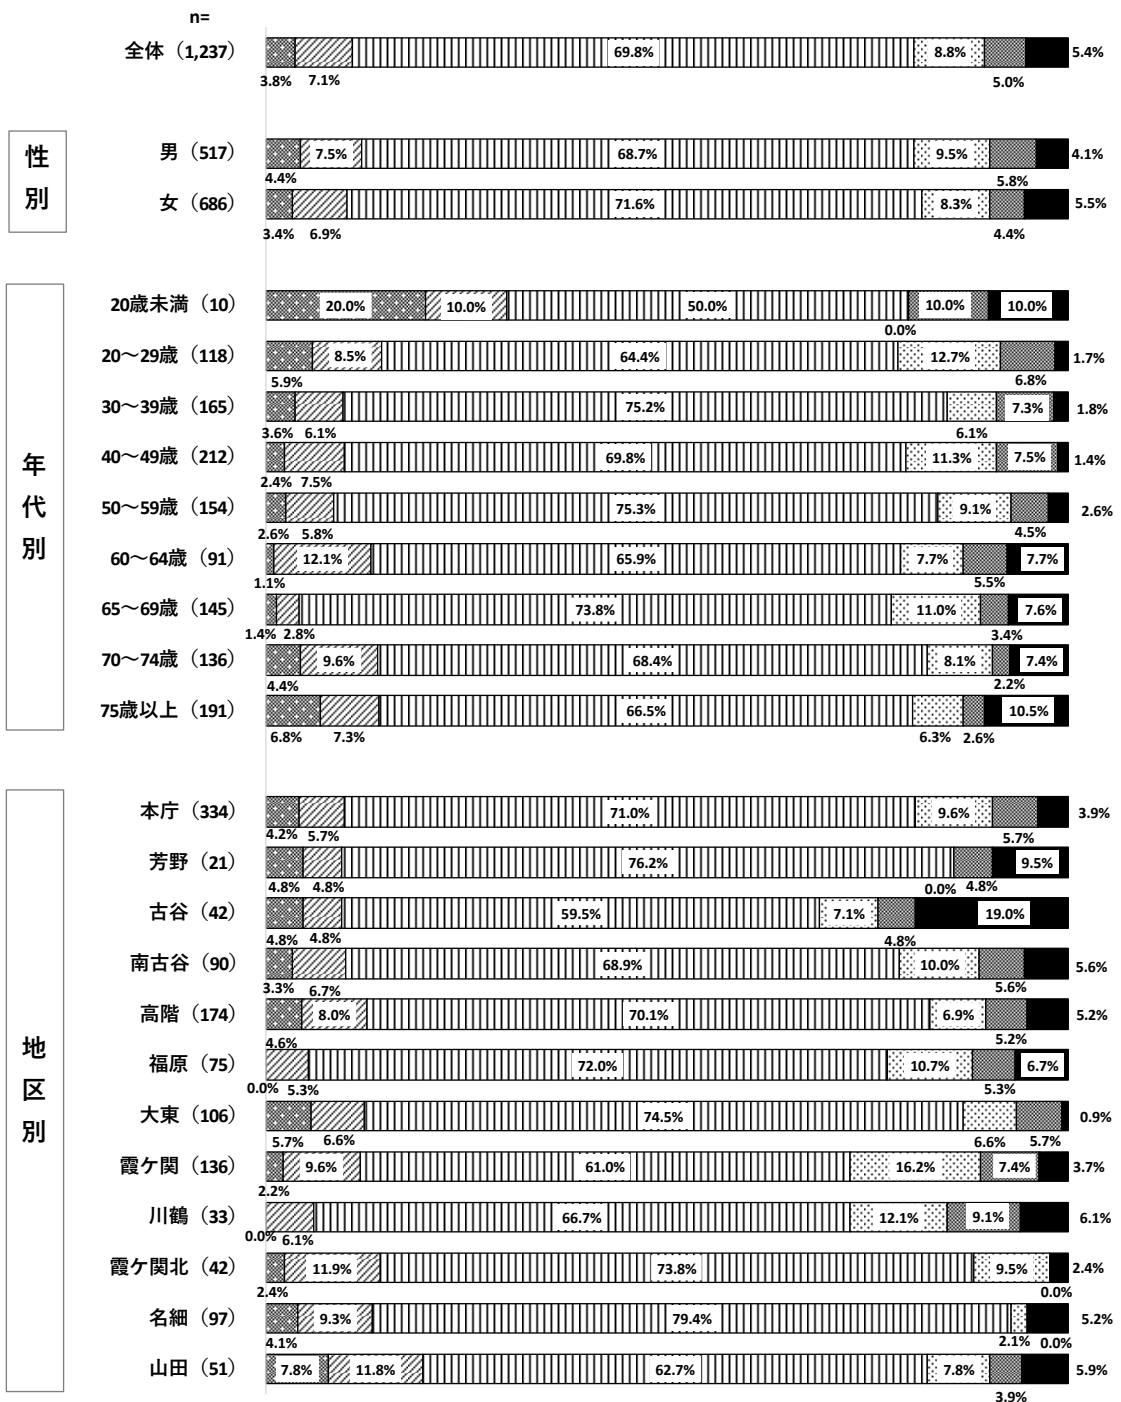 n=
全体（1,237） 69.8% 8.8% 5.4%
3.8% 7.1% 5.0%
性別
男（517） 7.5% 68.7% 9.5% 4.1%
4.4% 5.8%
女（686） 71.6% 8.3% 5.5%
3.4% 6.9% 4.4%
年代別
20歳未満（10） 20.0% 10.0% 50.0% 10.0% 10.0%
0.0%
20～29歳（118） 8.5% 64.4% 12.7% 1.7%
5.9% 6.8%
30～39歳（165） 75.2% 7.3% 1.8%
3.6% 6.1% 6.1%
40～49歳（212） 69.8% 11.3% 7.5% 1.4%
2.4% 7.5%
50～59歳（154） 75.3% 9.1% 2.6%
2.6% 5.8% 4.5%
60～64歳（91） 12.1% 65.9% 7.7% 7.7%
1.1% 5.5%
65～69歳（145） 73.8% 11.0% 7.6%
1.4% 2.8% 3.4%
70～74歳（136） 9.6% 68.4% 8.1% 7.4%
4.4% 2.2%
75歳以上（191） 66.5% 10.5%
6.8% 7.3% 6.3% 2.6%
地区別
本庁（334） 71.0% 9.6% 3.9%
4.2% 5.7% 5.7%
芳野（21） 76.2% 9.5%
4.8% 4.8% 0.0% 4.8%
古谷（42） 59.5% 7.1% 19.0%
4.8% 4.8% 4.8%
南古谷（90） 68.9% 10.0% 5.6%
3.3% 6.7% 5.6%
高階（174） 8.0% 70.1% 6.9% 5.2%
4.6% 5.2%
福原（75） 72.0% 10.7% 6.7%
0.0% 5.3% 5.3%
大東（106） 74.5% 0.9%
5.7% 6.6% 6.6% 5.7%
霞ケ関（136） 9.6% 61.0% 16.2% 7.4% 3.7%
2.2%
川鶴（33） 66.7% 12.1% 9.1% 6.1%
0.0% 6.1%
霞ケ関北（42） 11.9% 73.8% 9.5% 2.4%
2.4% 0.0%
名細（97） 9.3% 79.4% 5.2%
4.1% 2.1% 0.0%
山田（51） 7.8% 11.8% 62.7% 7.8% 5.9%
3.9%